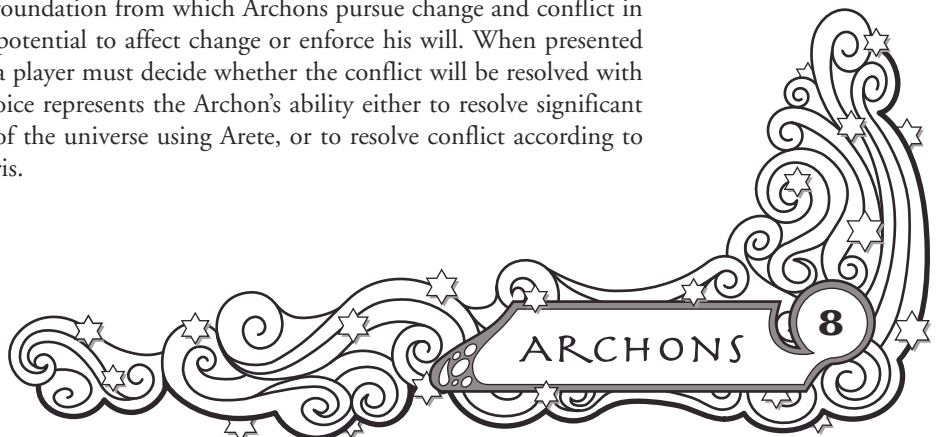 oundation from which Archons pursue change and conflict in
potential to affect change or enforce his will. When presented
a player must decide whether the conflict will be resolved with
oice represents the Archon's ability either to resolve significant
of the universe using Arete, or to resolve conflict according to
ris.
ARCHONS
8